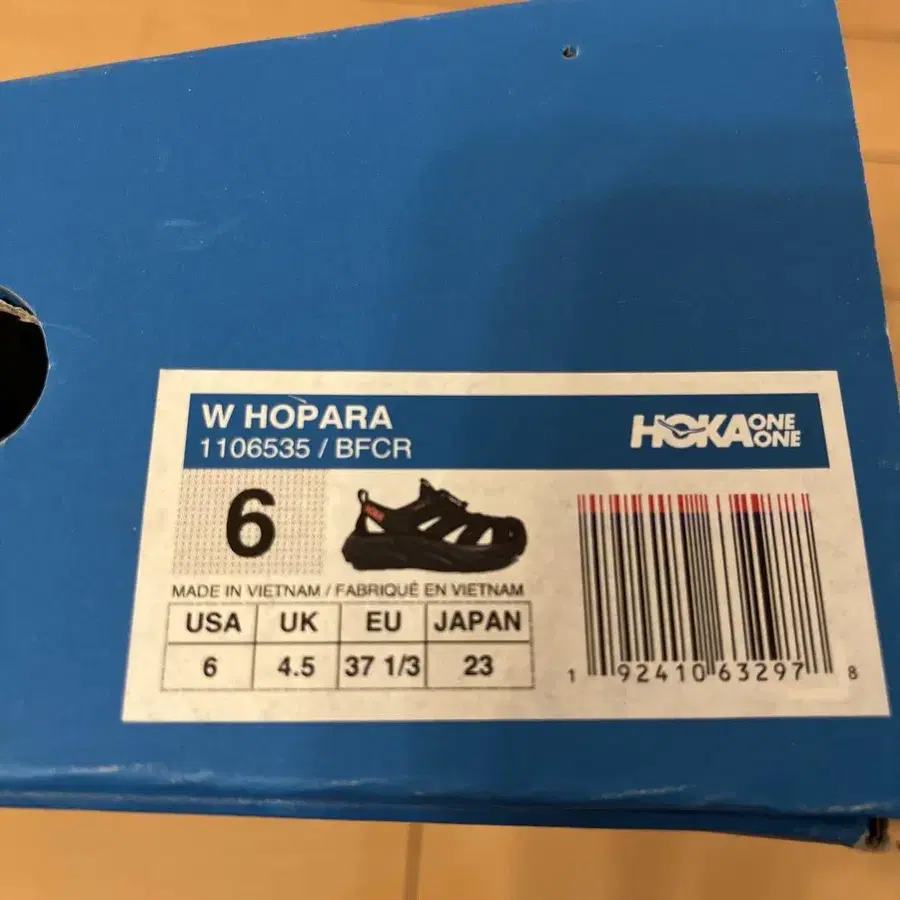 W HOPARA
1106535 / BFCR
HOKA ONE ONE
6
HOKA
MADE IN VIETNAM / FABRIQUÉ EN VIETNAM
USA UK EU JAPAN
6 4.5 37 1/3 23
1 92410 63297 8